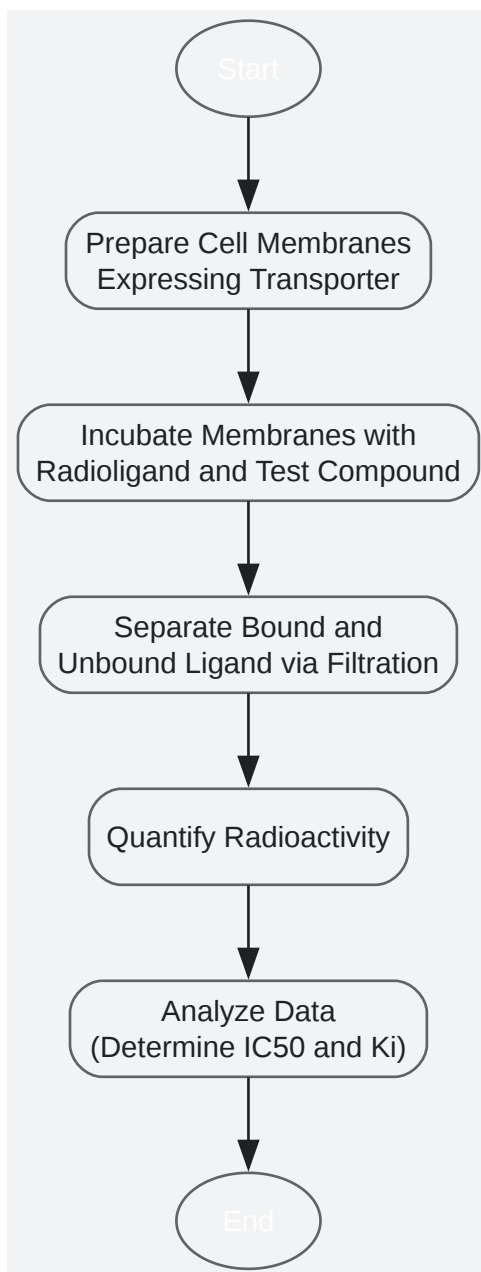 Start
Prepare Cell Membranes
Expressing Transporter
Incubate Membranes with
Radioligand and Test Compound
Separate Bound and
Unbound Ligand via Filtration
Quantify Radioactivity
Analyze Data
(Determine IC50 and Ki)
End